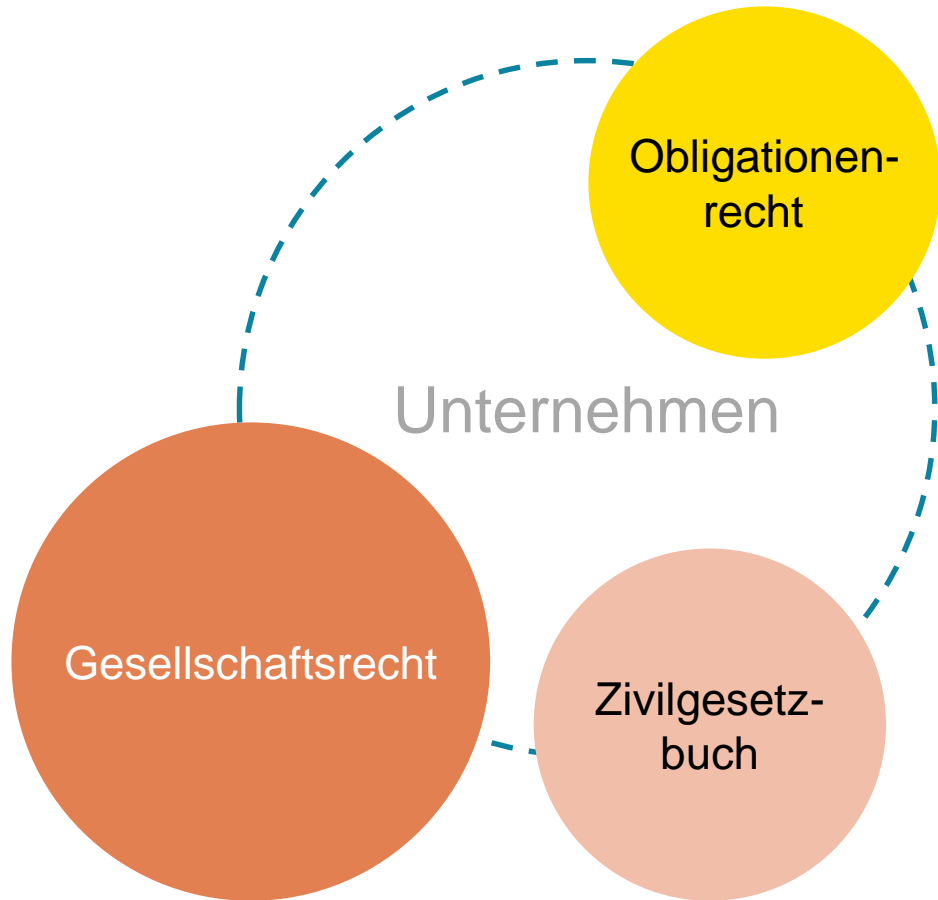 Obligationen-
recht
Unternehmen
Gesellschaftsrecht
Zivilgesetz-
buch